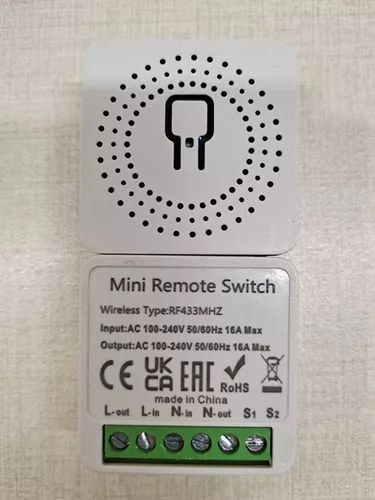 Mini Remote Switch
Wireless Type:RF433MHZ
Input:AC 100-240V 50/60Hz 16A Max
Output:AC 100-240V 50/60Hz 16A Max
CE UK CA EAC RoHS
made in China
L-out L-in N-in N-out S1 S2